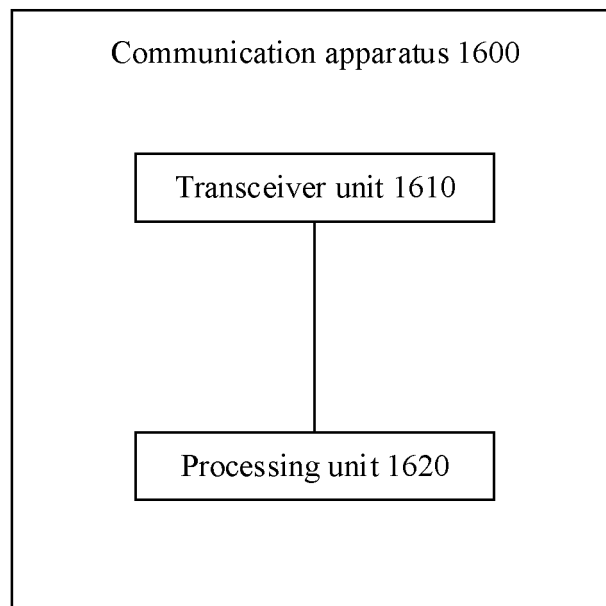 Communication apparatus 1600
Transceiver unit 1610
Processing unit 1620